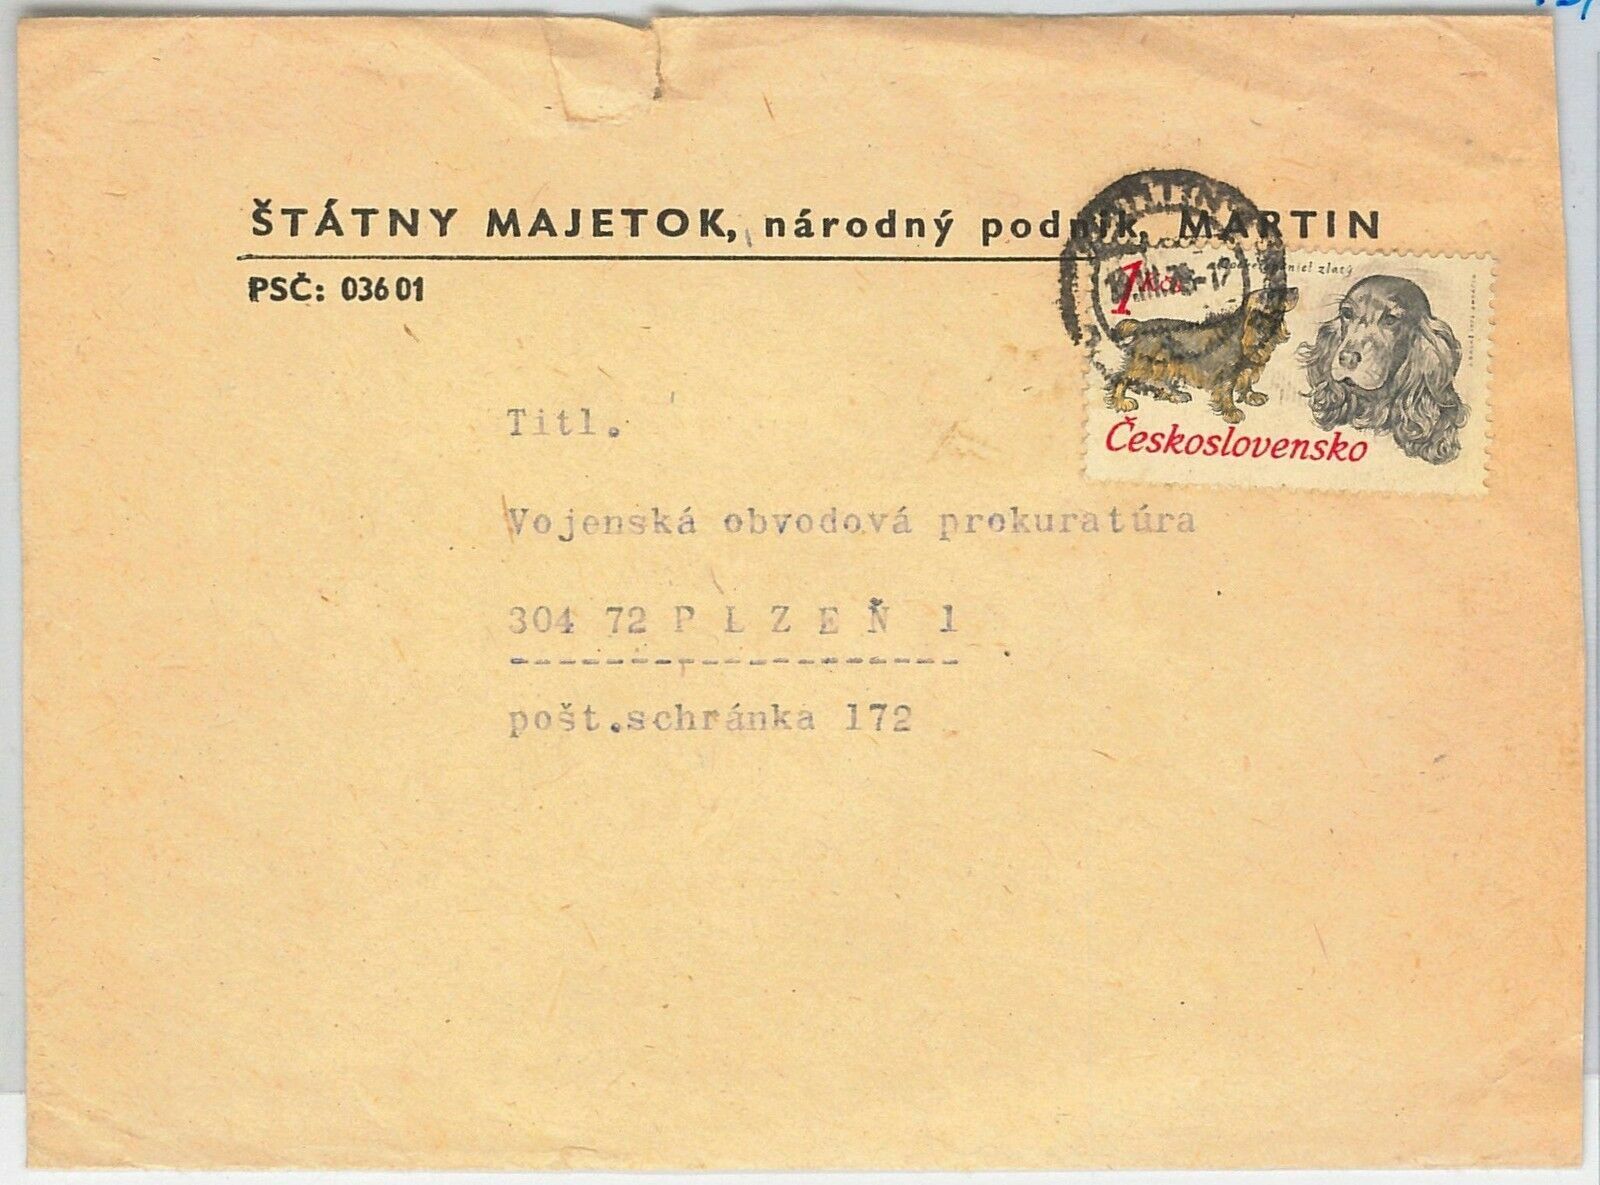 ŠTÁTNY MAJETOK, národný podnik, MARTIN
PSČ: 036 01
1 Kčs
zlatý
Československo
Titl.
Vojenská obvodová prokuratúra
304 72 P L Z E Ň 1
pošt.schránka 172